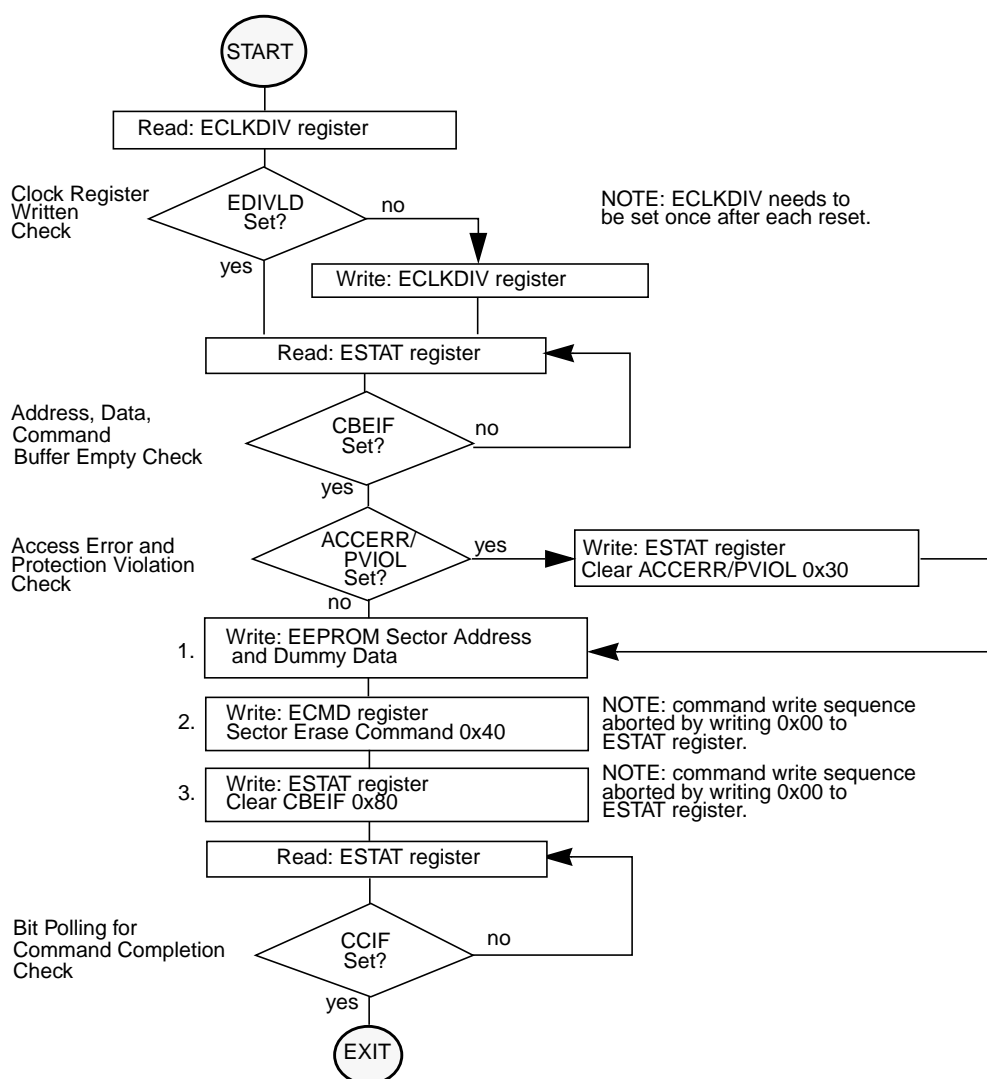 START
Read: ECLKDIV register
Clock Register
Written
Check
EDIVLD
Set?
no
yes
NOTE: ECLKDIV needs to
be set once after each reset.
Write: ECLKDIV register
Read: ESTAT register
Address, Data,
Command
Buffer Empty Check
CBEIF
Set?
no
yes
Access Error and
Protection Violation
Check
ACCERR/
PVIOL
Set?
yes
no
Write: ESTAT register
Clear ACCERR/PVIOL 0x30
1.
Write: EEPROM Sector Address
and Dummy Data
2.
Write: ECMD register
Sector Erase Command 0x40
NOTE: command write sequence
aborted by writing 0x00 to
ESTAT register.
3.
Write: ESTAT register
Clear CBEIF 0x80
NOTE: command write sequence
aborted by writing 0x00 to
ESTAT register.
Read: ESTAT register
Bit Polling for
Command Completion
Check
CCIF
Set?
no
yes
EXIT